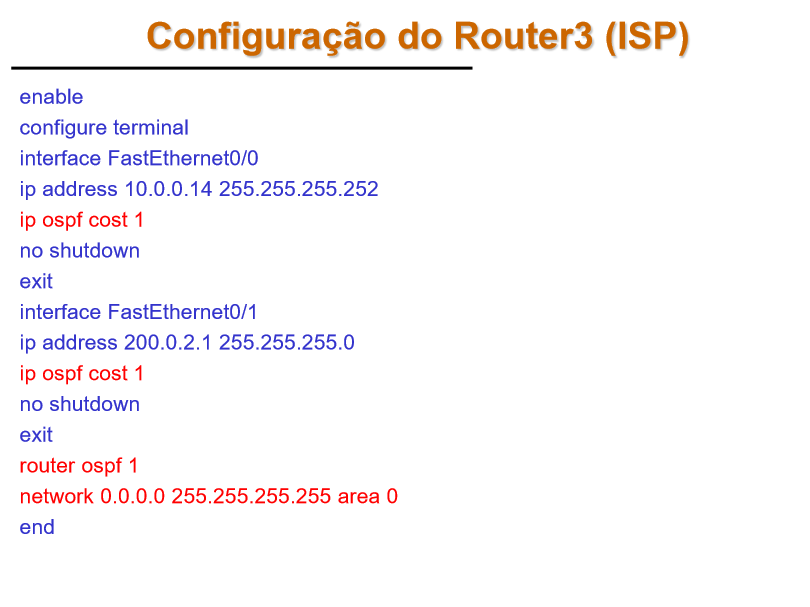 Configuração do Router3 (ISP)
enable
configure terminal
interface FastEthernet0/0
ip address 10.0.0.14 255.255.255.252
ip ospf cost 1
no shutdown
exit
interface FastEthernet0/1
ip address 200.0.2.1 255.255.255.0
ip ospf cost 1
no shutdown
exit
router ospf 1
network 0.0.0.0 255.255.255.255 area 0
end